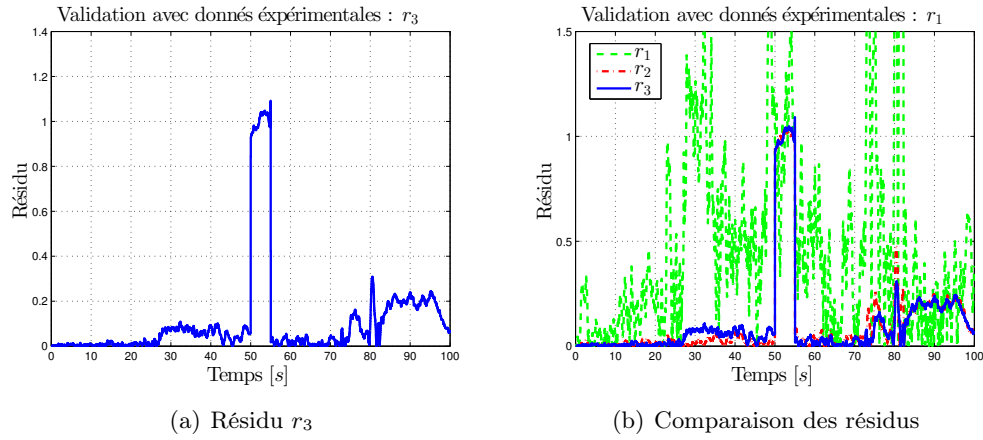 Validation avec donnés éxpérimentales : r3
1.4
1.2
1
0.8
0.6
0.4
0.2
0
0 10 20 30 40 50 60 70 80 90 100
Résidu
Temps [s]
(a) Résidu r3
Validation avec donnés éxpérimentales : r1
r1
r2
r3
1.5
1
0.5
0
0 10 20 30 40 50 60 70 80 90 100
Résidu
Temps [s]
(b) Comparaison des résidus